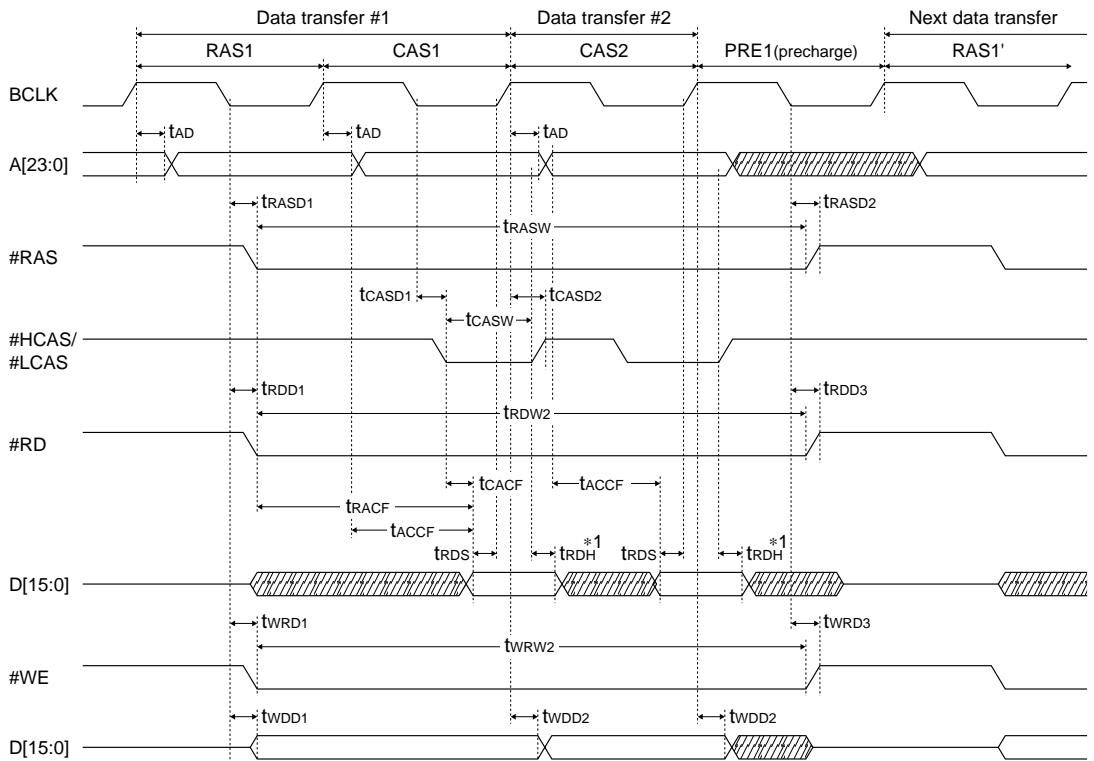 Data transfer #1 Data transfer #2 Next data transfer
RAS1 CAS1 CAS2 PRE1(precharge) RAS1'
BCLK
tAD tAD tAD
A[23:0]
tRASD1 tRASD2
tRASW
#RAS
tCASD1 tCASD2
tCASW
#HCAS/
#LCAS
tRDD1 tRDD3
tRDW2
#RD
tCACF tACCF
tRACF
tACCF
tRDS tRDH*1 tRDS tRDH*1
D[15:0]
tWRD1 tWRD3
tWRW2
#WE
tWDD1 tWDD2 tWDD2
D[15:0]